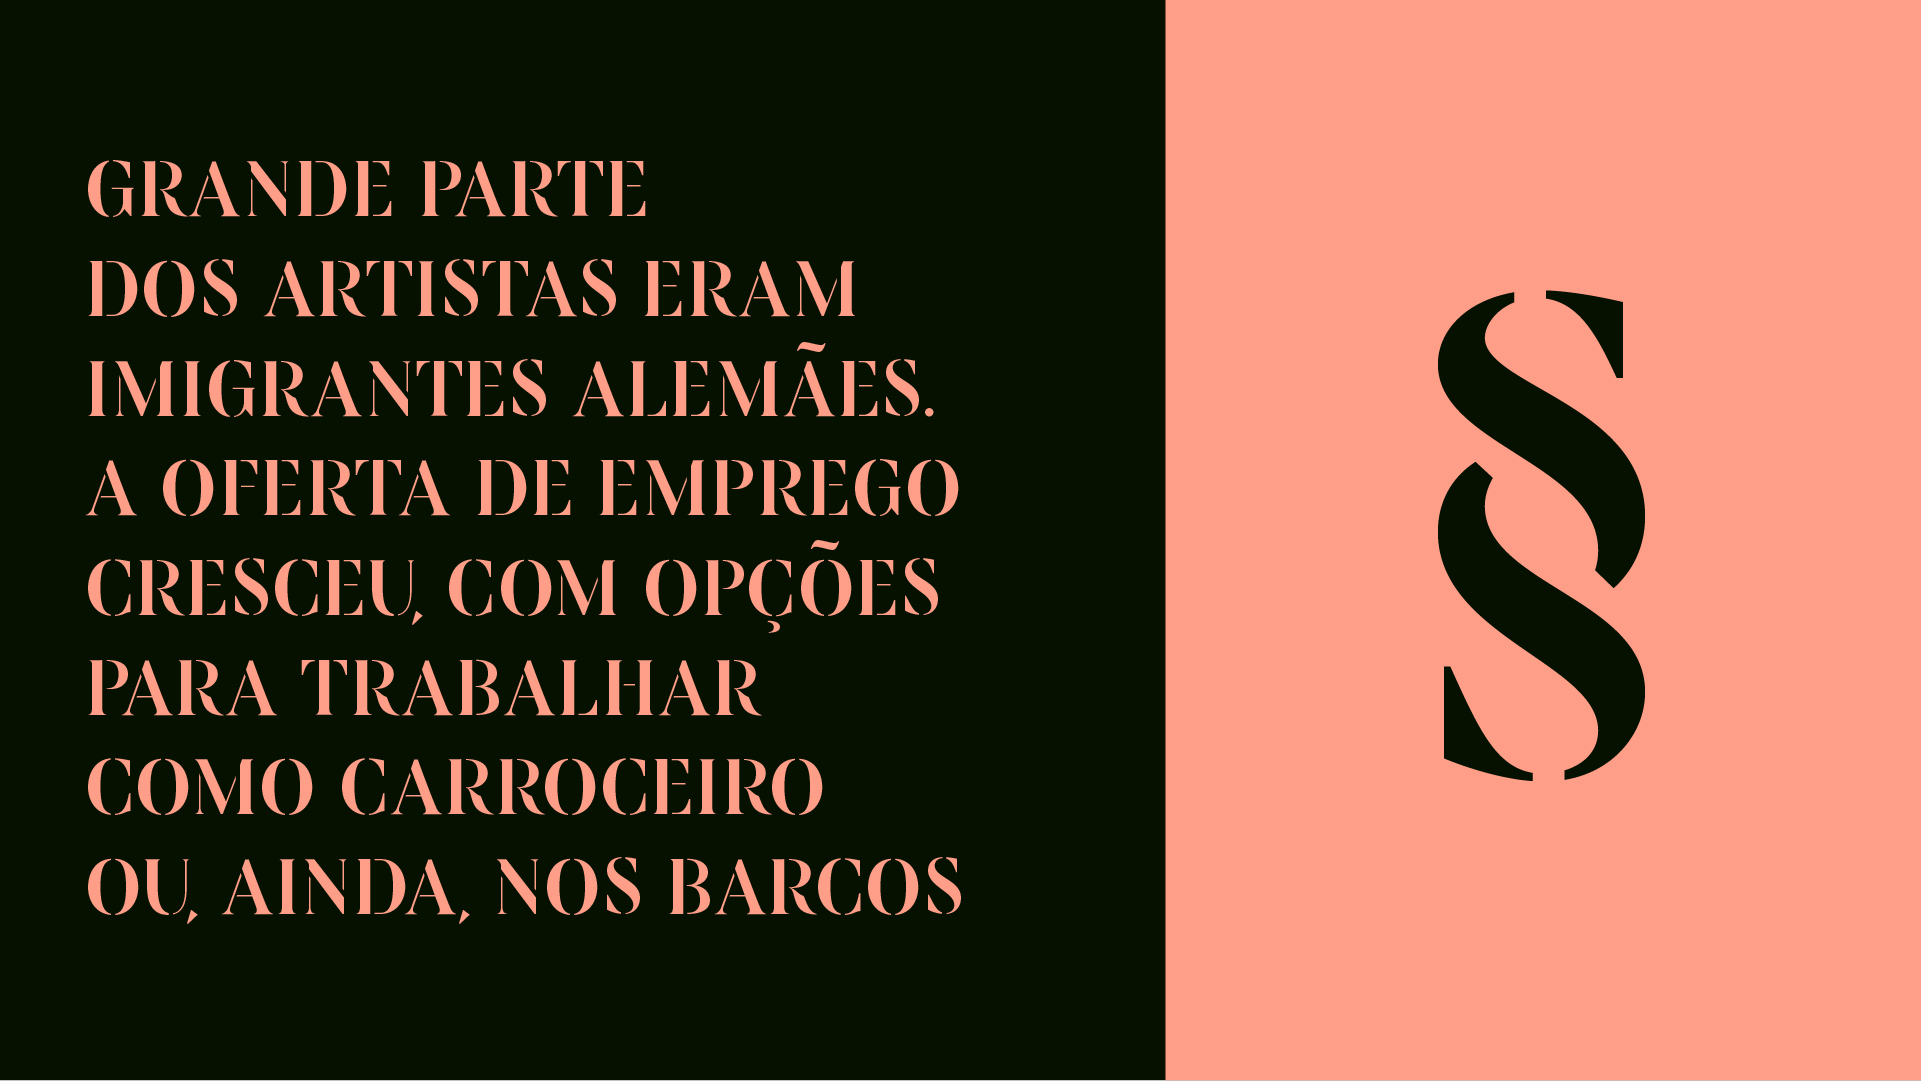 GRANDE PARTE
DOS ARTISTAS ERAM
IMIGRANTES ALEMÃES.
A OFERTA DE EMPREGO
CRESCEU, COM OPÇÕES
PARA TRABALHAR
COMO CARROCEIRO
OU, AINDA, NOS BARCOS
§